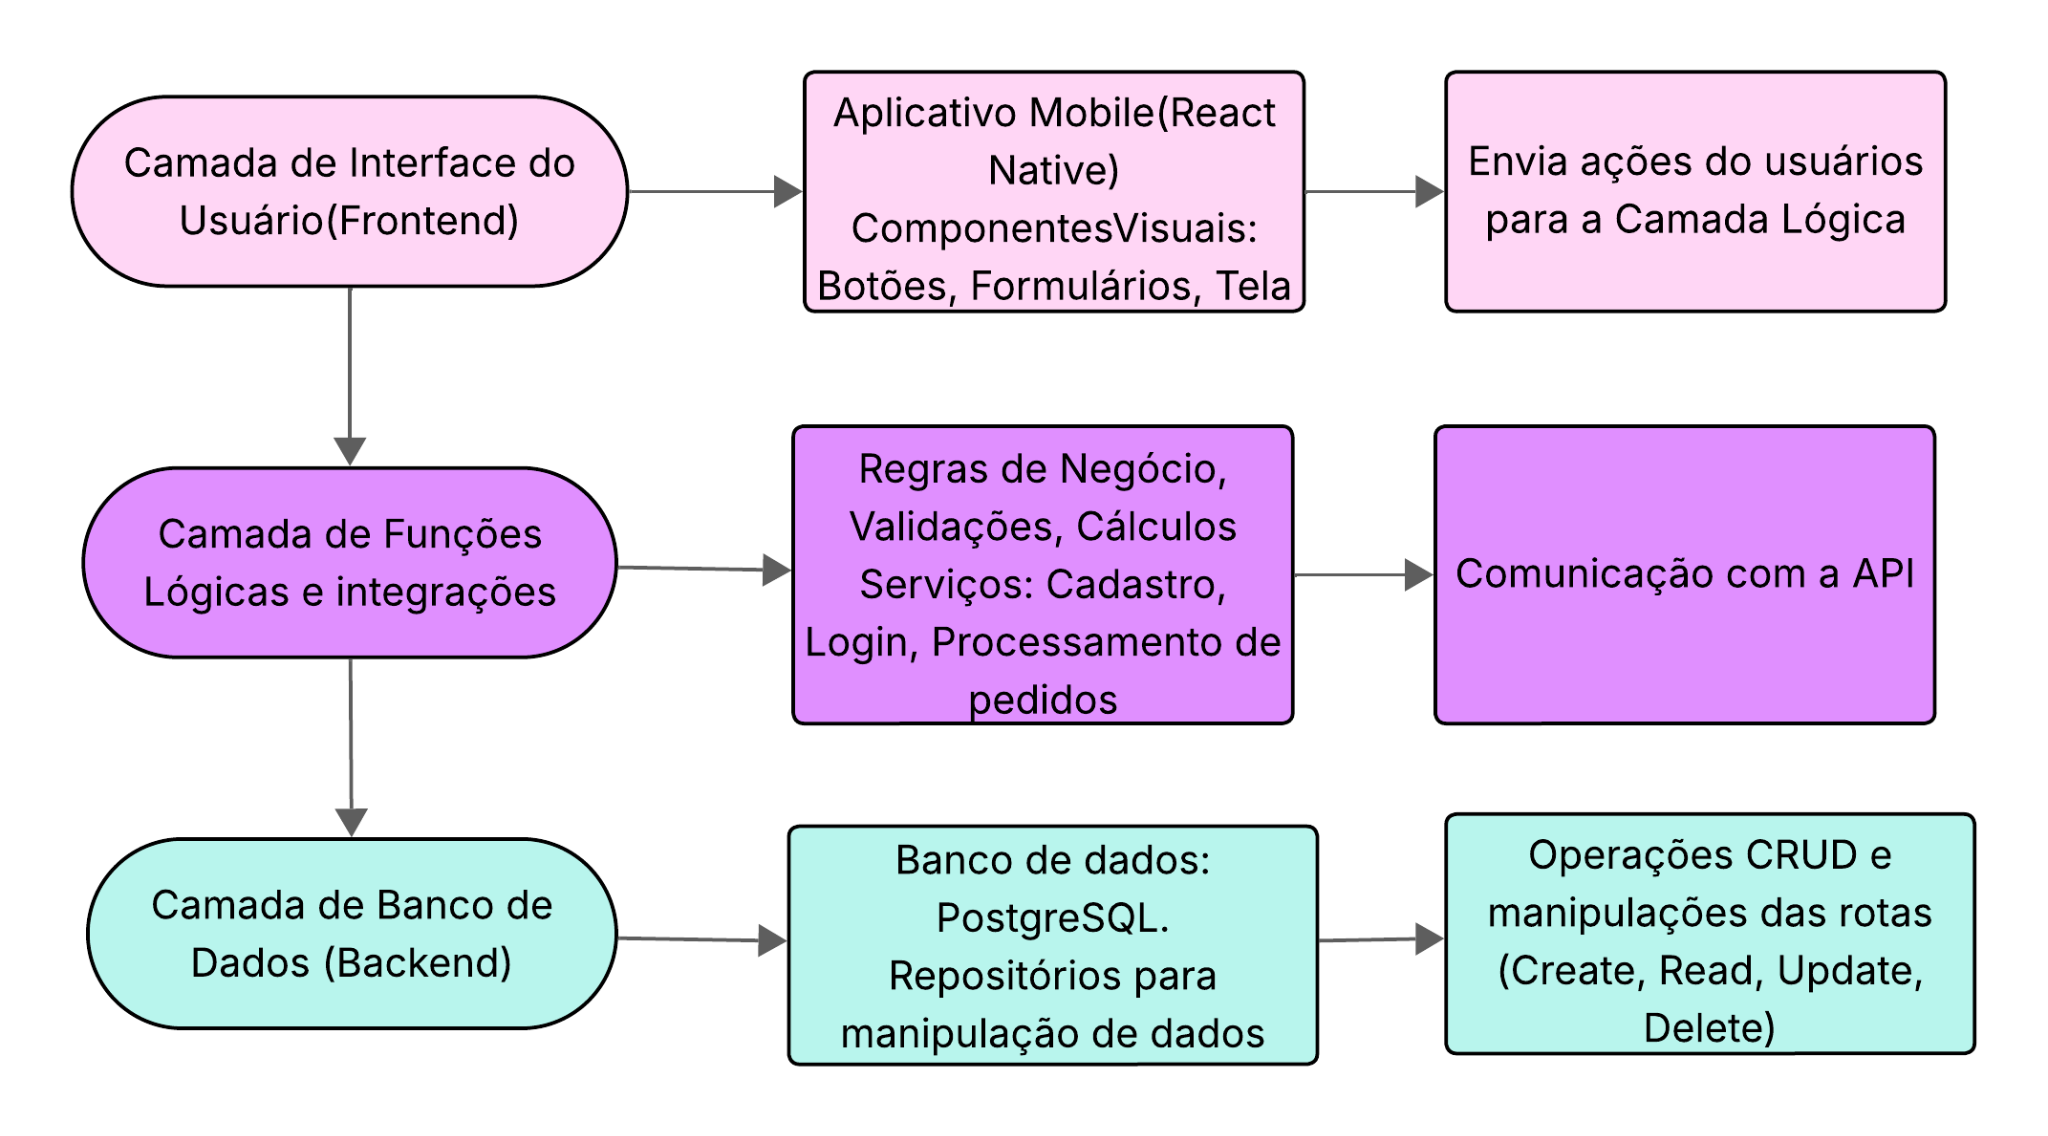 Camada de Interface do
Usuário(Frontend)
Aplicativo Mobile(React
Native)
ComponentesVisuais:
Botões, Formulários, Tela
Envia ações do usuários
para a Camada Lógica
Camada de Funções
Lógicas e integrações
Regras de Negócio,
Validações, Cálculos
Serviços: Cadastro,
Login, Processamento de
pedidos
Comunicação com a API
Camada de Banco de
Dados (Backend)
Banco de dados:
PostgreSQL.
Repositórios para
manipulação de dados
Operações CRUD e
manipulações das rotas
(Create, Read, Update,
Delete)